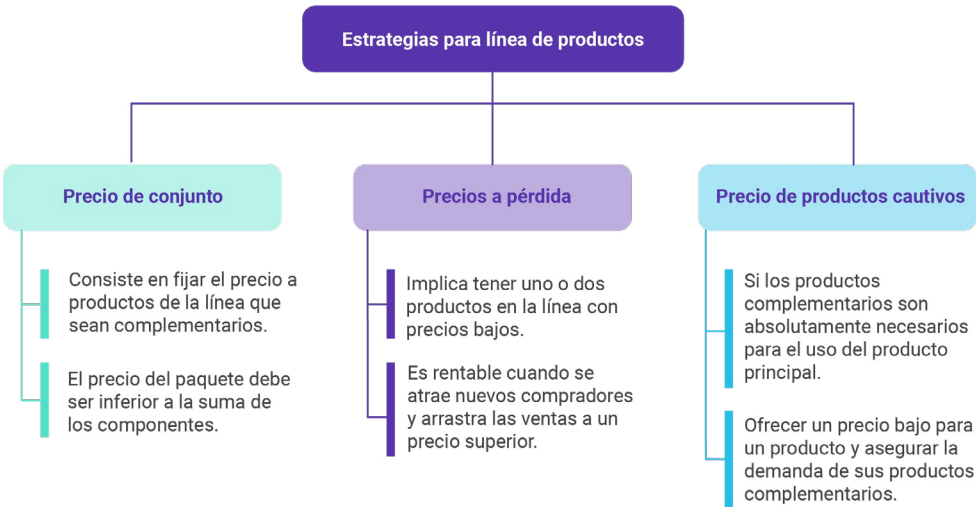 Estrategias para línea de productos
Precio de conjunto
Consiste en fijar el precio a
productos de la línea que
sean complementarios.
El precio del paquete debe
ser inferior a la suma de
los componentes.
Precios a pérdida
Implica tener uno o dos
productos en la línea con
precios bajos.
Es rentable cuando se
atrae nuevos compradores
y arrastra las ventas a un
precio superior.
Precio de productos cautivos
Si los productos
complementarios son
absolutamente necesarios
para el uso del producto
principal.
Ofrecer un precio bajo para
un producto y asegurar la
demanda de sus productos
complementarios.